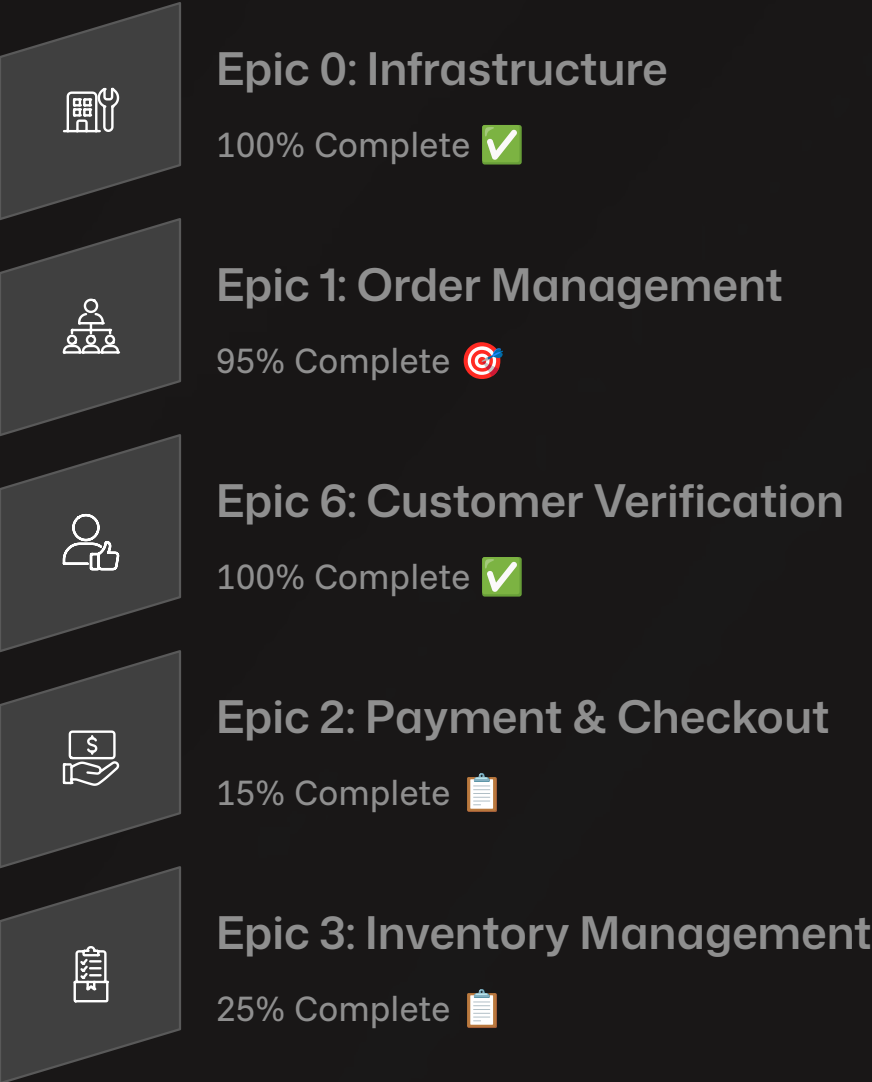 Epic 0: Infrastructure
100% Complete ✅
Epic 1: Order Management
95% Complete 🎯
Epic 6: Customer Verification
100% Complete ✅
Epic 2: Payment & Checkout
15% Complete 📋
Epic 3: Inventory Management
25% Complete 📋